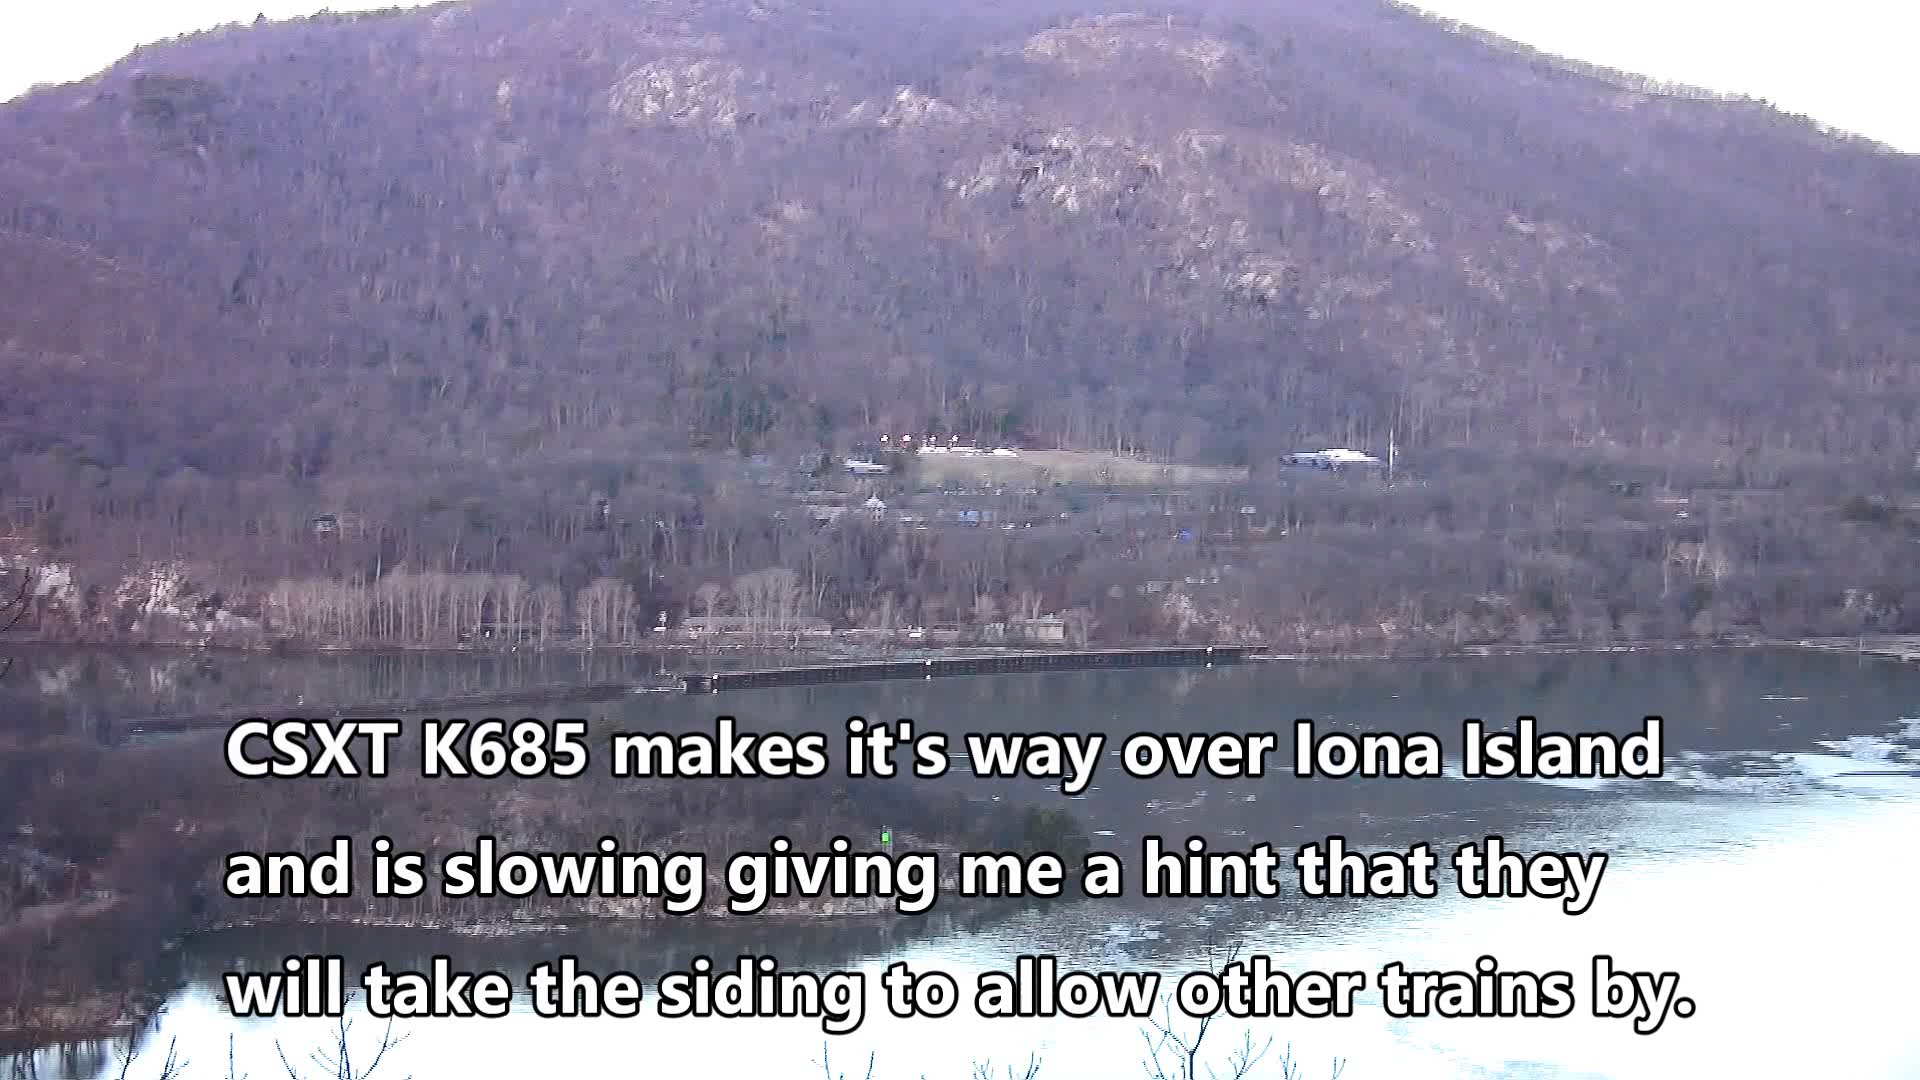 CSXT K685 makes it's way over Iona Island
and is slowing giving me a hint that they
will take the siding to allow other trains by.